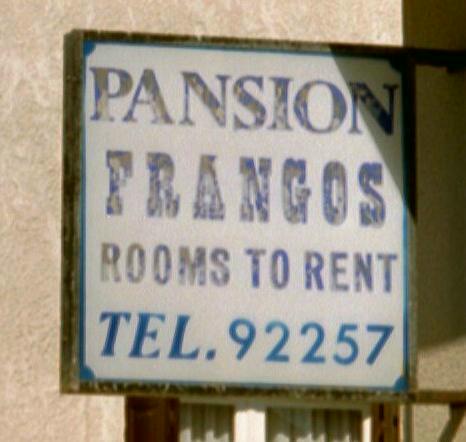 PANSION
FRANGOS
ROOMS TO RENT
TEL. 92257